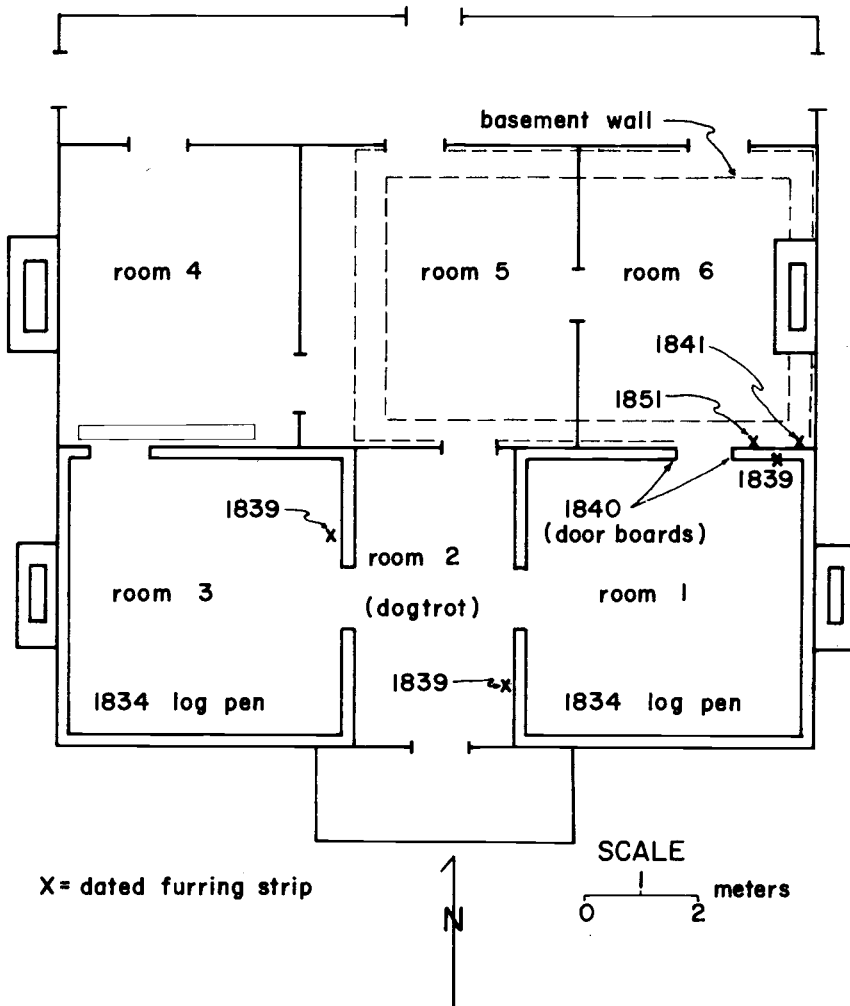 basement wall
room 4
room 5
room 6
1841
1851
1839
1839
1840
(door boards)
room 2
(dogtrot)
room 3
room 1
1839
1834 log pen
1834 log pen
X = dated furring strip
N
SCALE
meters
0 2